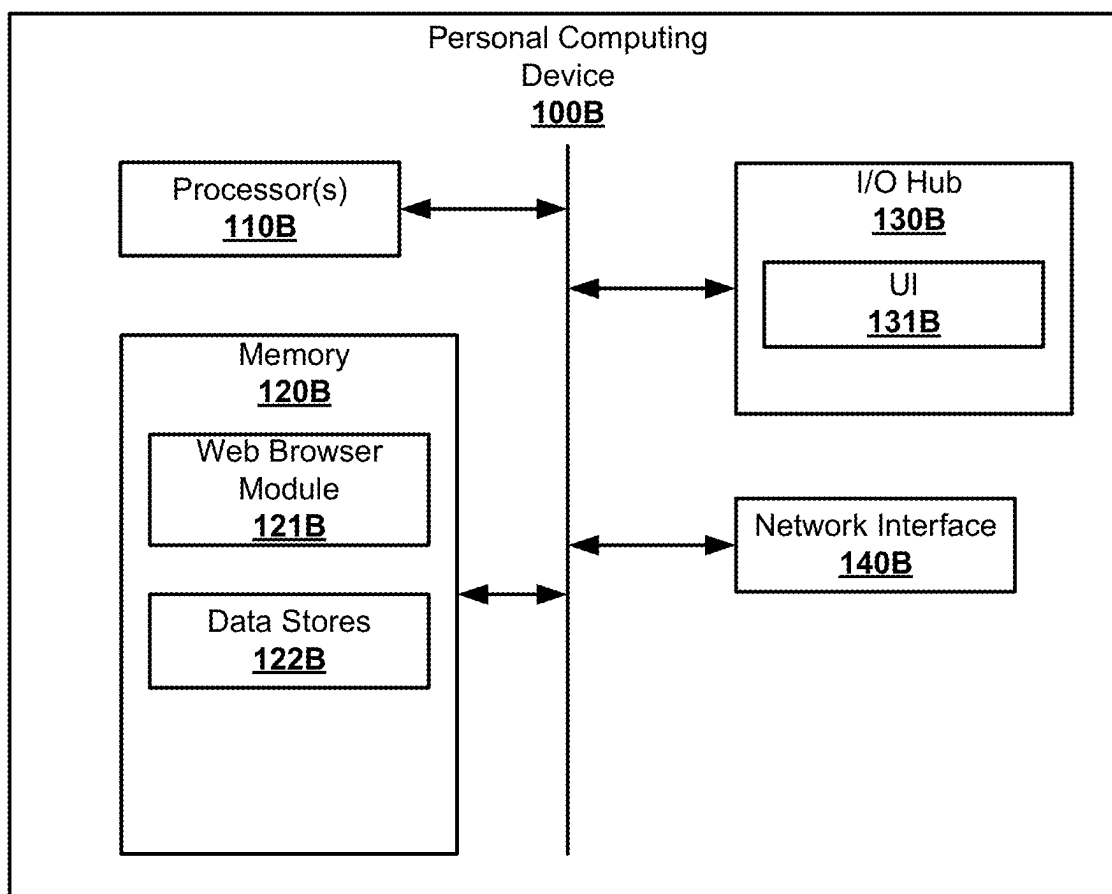 Personal Computing
Device
100B
Processor(s)
110B
I/O Hub
130B
UI
131B
Memory
120B
Web Browser
Module
121B
Data Stores
122B
Network Interface
140B